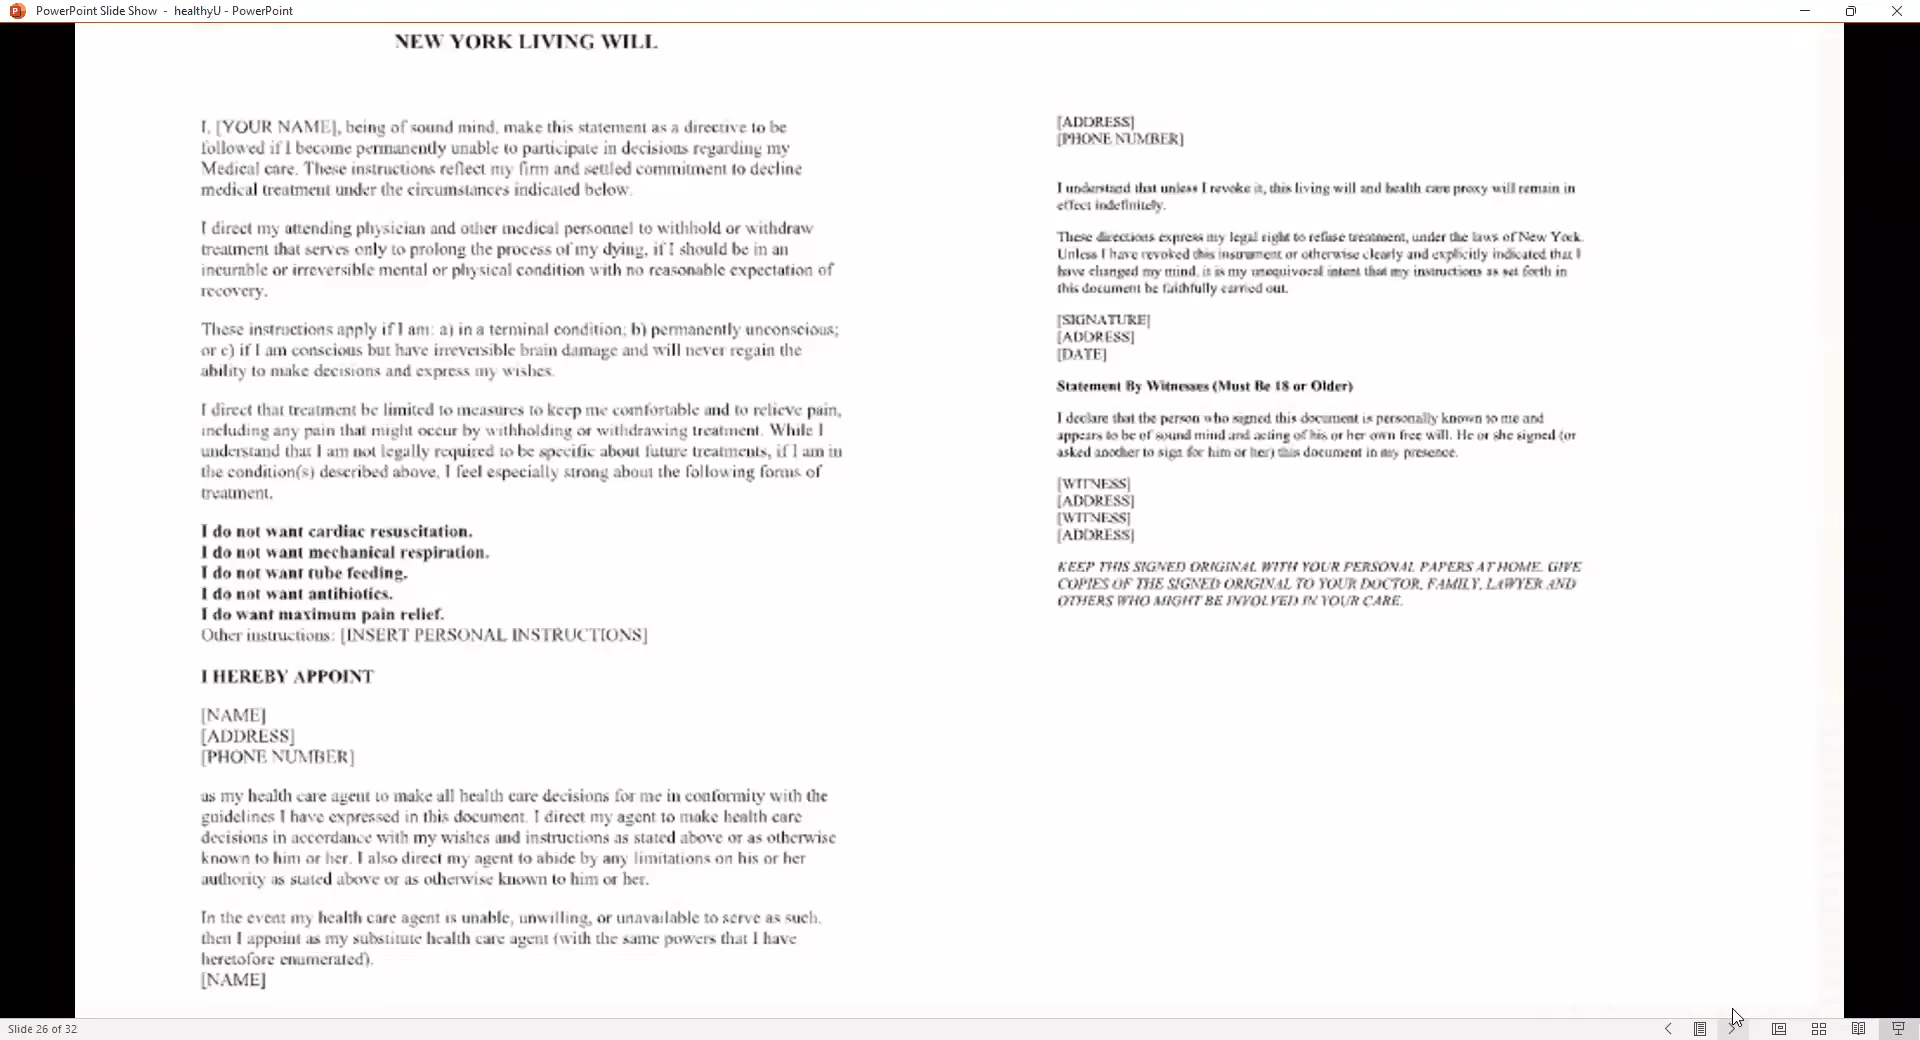 PowerPoint Slide Show - healthyU - PowerPoint
NEW YORK LIVING WILL
I, [YOUR NAME], being of sound mind, make this statement as a directive to be
followed if I become permanently unable to participate in decisions regarding my
Medical care. These instructions reflect my firm and settled commitment to decline
medical treatment under the circumstances indicated below.
I direct my attending physician and other medical personnel to withhold or withdraw
treatment that serves only to prolong the process of my dying, if I should be in an
incurable or irreversible mental or physical condition with no reasonable expectation of
recovery.
These instructions apply if I am: a) in a terminal condition; b) permanently unconscious;
or c) if I am conscious but have irreversible brain damage and will never regain the
ability to make decisions and express my wishes.
I direct that treatment be limited to measures to keep me comfortable and to relieve pain,
including any pain that might occur by withholding or withdrawing treatment. While I
understand that I am not legally required to be specific about future treatments, if I am in
the condition(s) described above, I feel especially strong about the following forms of
treatment.
I do not want cardiac resuscitation.
I do not want mechanical respiration.
I do not want tube feeding.
I do not want antibiotics.
I do want maximum pain relief.
Other instructions: [INSERT PERSONAL INSTRUCTIONS]
I HEREBY APPOINT
[NAME]
[ADDRESS]
[PHONE NUMBER]
as my health care agent to make all health care decisions for me in conformity with the
guidelines I have expressed in this document. I direct my agent to make health care
decisions in accordance with my wishes and instructions as stated above or as otherwise
known to him or her. I also direct my agent to abide by any limitations on his or her
authority as stated above or as otherwise known to him or her.
In the event my health care agent is unable, unwilling, or unavailable to serve as such,
then I appoint as my substitute health care agent (with the same powers that I have
heretofore enumerated).
[NAME]
[ADDRESS]
[PHONE NUMBER]
I understand that unless I revoke it, this living will and health care proxy will remain in
effect indefinitely.
These directions express my legal right to refuse treatment, under the laws of New York.
Unless I have revoked this instrument or otherwise clearly and explicitly indicated that I
have changed my mind, it is my unequivocal intent that my instructions as set forth in
this document be faithfully carried out.
[SIGNATURE]
[ADDRESS]
[DATE]
Statement By Witnesses (Must Be 18 or Older)
I declare that the person who signed this document is personally known to me and
appears to be of sound mind and acting of his or her own free will. He or she signed (or
asked another to sign for him or her) this document in my presence.
[WITNESS]
[ADDRESS]
[WITNESS]
[ADDRESS]
KEEP THIS SIGNED ORIGINAL WITH YOUR PERSONAL PAPERS AT HOME. GIVE
COPIES OF THE SIGNED ORIGINAL TO YOUR DOCTOR, FAMILY, LAWYER AND
OTHERS WHO MIGHT BE INVOLVED IN YOUR CARE.
Slide 26 of 32